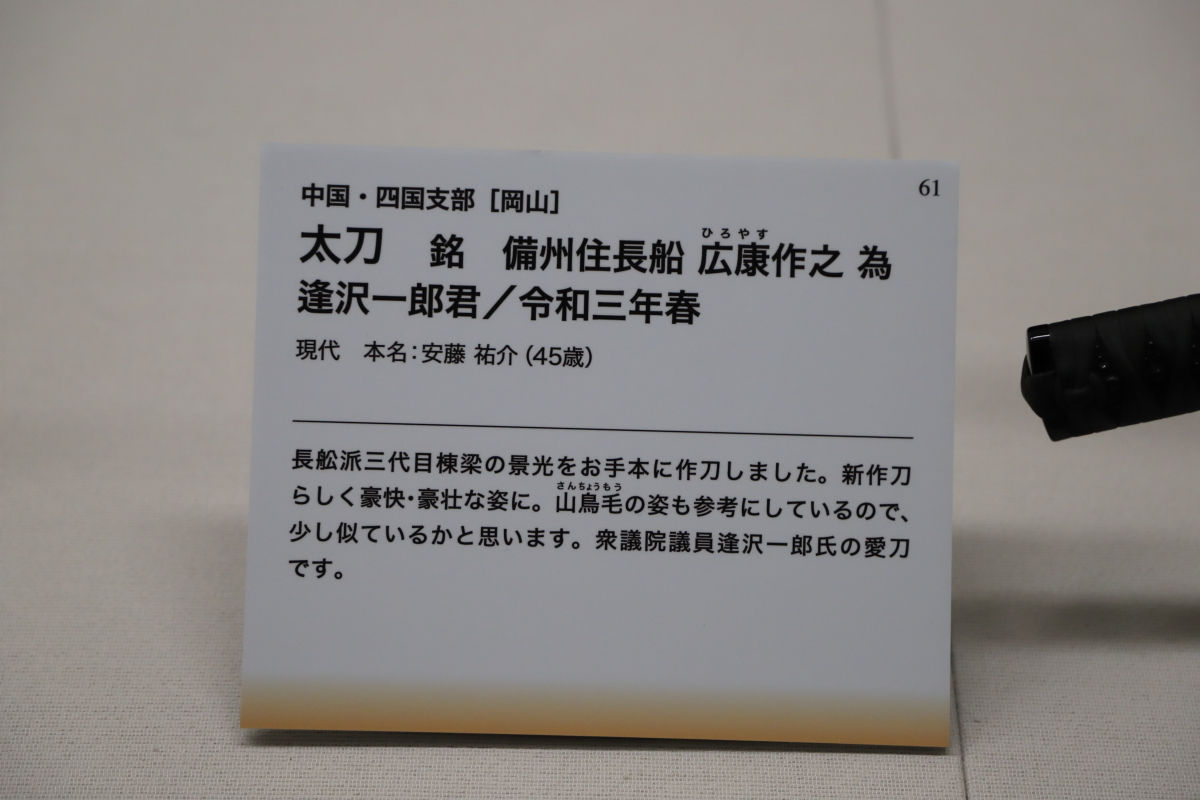 61
中国・四国支部［岡山］
太刀　銘　備州住長船 広康作之 為
ひろやす
逢沢一郎君／令和三年春
現代　本名：安藤 祐介（45歳）
長船派三代目棟梁の景光をお手本に作刀しました。新作刀
らしく豪快・豪壮な姿に。山鳥毛の姿も参考にしているので、
さんちょうもう
少し似ているかと思います。衆議院議員逢沢一郎氏の愛刀
です。